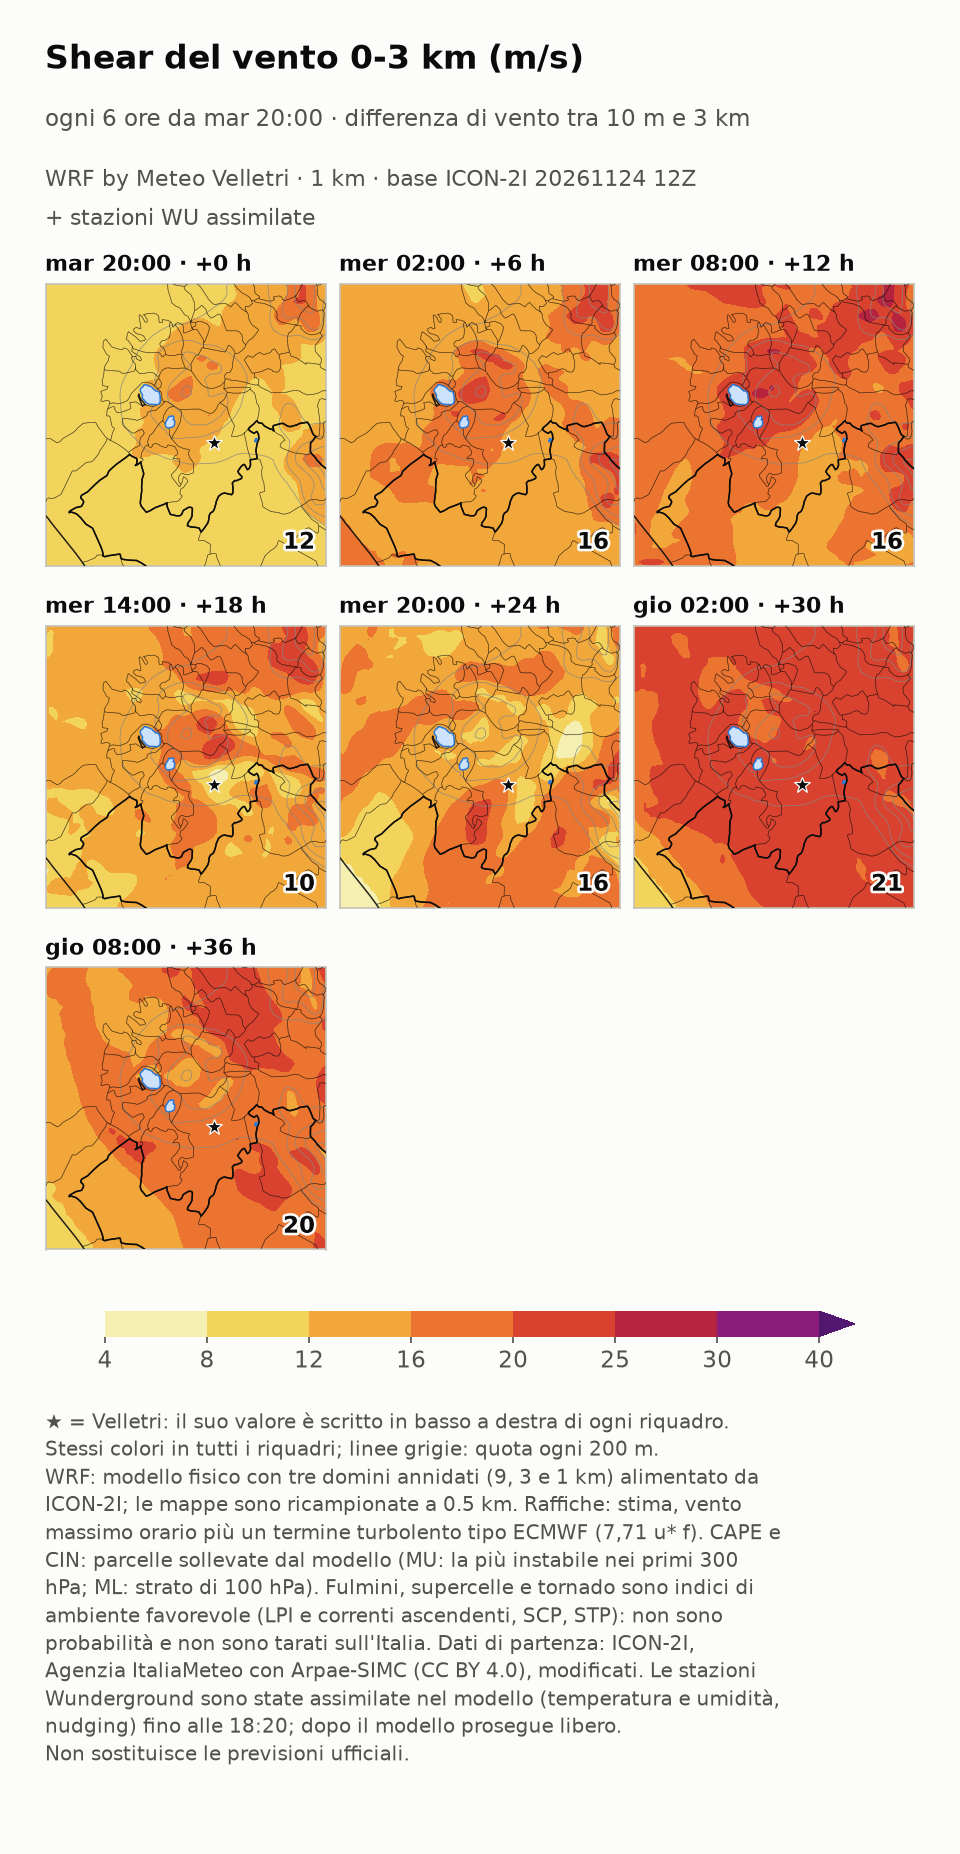 Shear del vento 0-3 km (m/s)
ogni 6 ore da mar 20:00 · differenza di vento tra 10 m e 3 km
WRF by Meteo Velletri · 1 km · base ICON-2I 20261124 12Z
+ stazioni WU assimilate
mar 20:00 · +0 h
mer 02:00 · +6 h
mer 08:00 · +12 h
12
16
16
mer 14:00 · +18 h
mer 20:00 · +24 h
gio 02:00 · +30 h
10
16
21
gio 08:00 · +36 h
20
4 8 12 16 20 25 30 40
★ = Velletri: il suo valore è scritto in basso a destra di ogni riquadro.
Stessi colori in tutti i riquadri; linee grigie: quota ogni 200 m.
WRF: modello fisico con tre domini annidati (9, 3 e 1 km) alimentato da
ICON-2I; le mappe sono ricampionate a 0.5 km. Raffiche: stima, vento
massimo orario più un termine turbolento tipo ECMWF (7,71 u* f). CAPE e
CIN: parcelle sollevate dal modello (MU: la più instabile nei primi 300
hPa; ML: strato di 100 hPa). Fulmini, supercelle e tornado sono indici di
ambiente favorevole (LPI e correnti ascendenti, SCP, STP): non sono
probabilità e non sono tarati sull'Italia. Dati di partenza: ICON-2I,
Agenzia ItaliaMeteo con Arpae-SIMC (CC BY 4.0), modificati. Le stazioni
Wunderground sono state assimilate nel modello (temperatura e umidità,
nudging) fino alle 18:20; dopo il modello prosegue libero.
Non sostituisce le previsioni ufficiali.